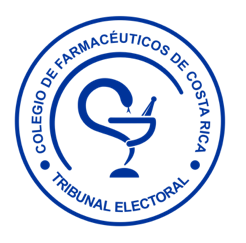 COLEGIO DE FARMACÉUTICOS DE COSTA RICA
TRIBUNAL ELECTORAL